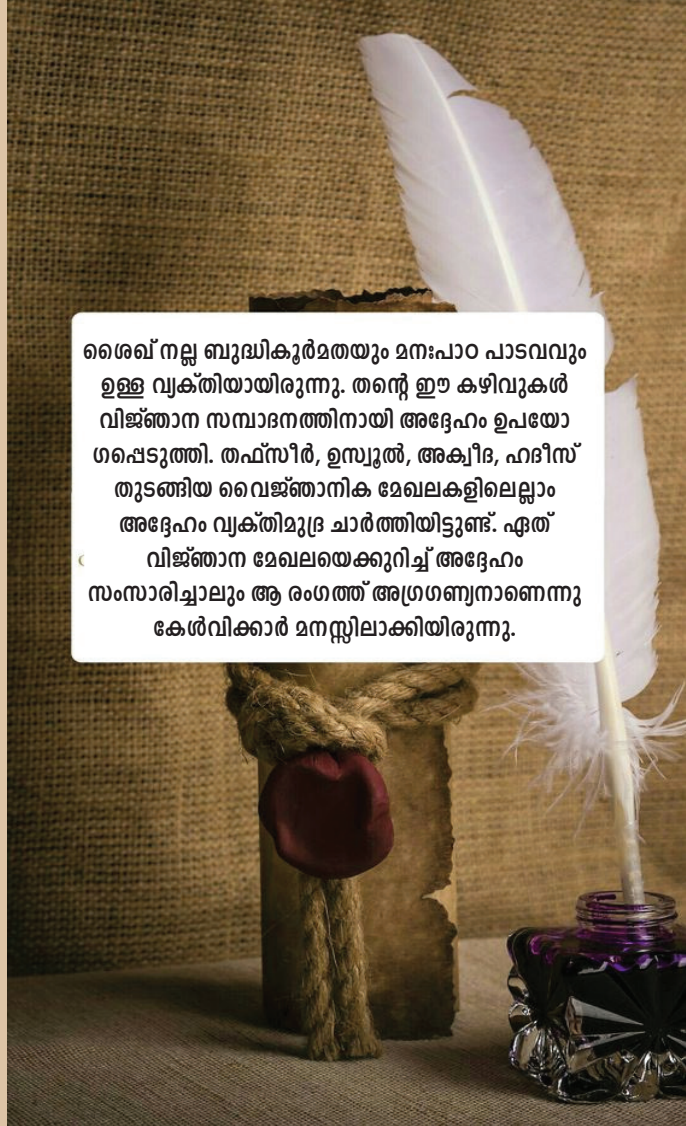 ശൈഖ് നല്ല ബുദ്ധികൂർമതയും മനഃപാഠ പാടവവും
ഉള്ള വ്യക്തിയായിരുന്നു. തന്റെ ഈ കഴിവുകൾ
വിജ്ഞാന സമ്പാദനത്തിനായി അദ്ദേഹം ഉപയോ
ഗപ്പെടുത്തി. തഫ്സീർ, ഉസ്വൂൽ, അക്വീദ, ഹദീസ്
തുടങ്ങിയ വൈജ്ഞാനിക മേഖലകളിലെല്ലാം
അദ്ദേഹം വ്യക്തിമുദ്ര ചാർത്തിയിട്ടുണ്ട്. ഏത്
വിജ്ഞാന മേഖലയെക്കുറിച്ച് അദ്ദേഹം
സംസാരിച്ചാലും ആ രംഗത്ത് അഗ്രഗണ്യനാണെന്നു
കേൾവിക്കാർ മനസ്സിലാക്കിയിരുന്നു.